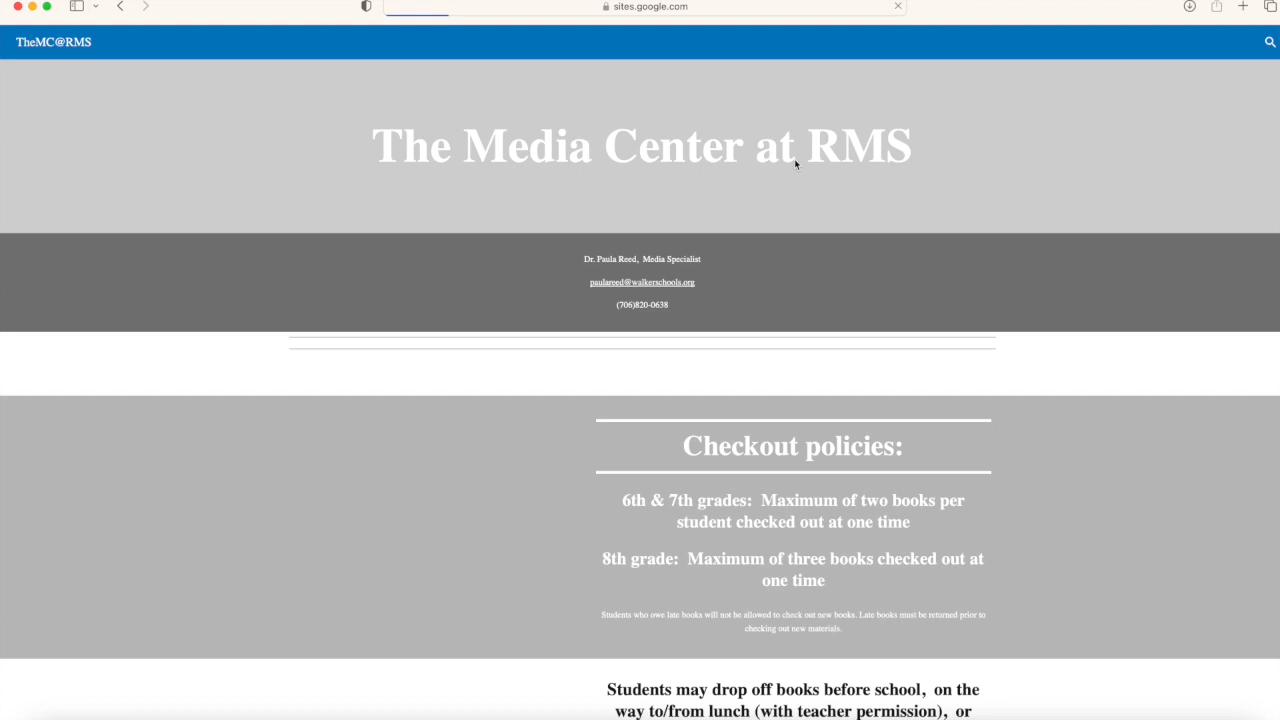 sites.google.com
TheMC@RMS
The Media Center at RMS
Dr. Paula Reed, Media Specialist
paulareed@walkerschools.org
(706)820-0638
Checkout policies:
6th & 7th grades: Maximum of two books per
student checked out at one time
8th grade: Maximum of three books checked out at
one time
Students who owe late books will not be allowed to check out new books. Late books must be returned prior to
checking out new materials.
Students may drop off books before school, on the
way to/from lunch (with teacher permission), or